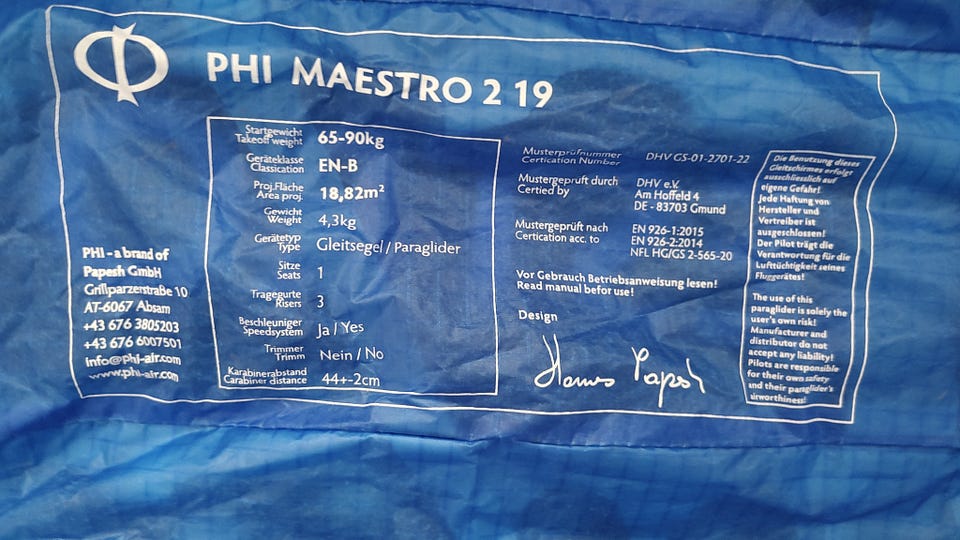 PHI MAESTRO 2 19
Startgewicht
Takeoff weight
65-90kg
Geräteklasse
Classication
EN-B
Proj.Fläche
Area proj.
18,82m²
Gewicht
Weight
4,3kg
Gerätetyp
Type
Gleitsegel / Paraglider
Sitze
Seats
1
Tragegurte
Risers
3
Beschleuniger
Speedsystem
Ja / Yes
Trimmer
Trimm
Nein / No
Karabinerabstand
Carabiner distance
44+-2cm
PHI - a brand of
Papesh GmbH
Grillparzerstraße 10
AT-6067 Absam
+43 676 3805203
+43 676 6007501
info@phi-air.com
www.phi-air.com
Musterprüfnummer
Certication Number
DHV GS-01-2701-22
Mustergeprüft durch
Certied by
DHV e.V.
Am Hoffeld 4
DE - 83703 Gmund
Mustergeprüft nach
Certication acc. to
EN 926-1:2015
EN 926-2:2014
NFL HG/GS 2-565-20
Vor Gebrauch Betriebsanweisung lesen!
Read manual befor use!
Design
Hannes Papesh
Die Benutzung dieses
Gleitschirmes erfolgt
ausschliesslich auf
eigene Gefahr!
Jede Haftung von
Hersteller und
Vertreiber ist
ausgeschlossen!
Der Pilot trägt die
Verantwortung für die
Lufttüchtigkeit seines
Fluggerätes!
The use of this
paraglider is solely the
user's own risk!
Manufacturer and
distributor do not
accept any liability!
Pilots are responsible
for their own safety
and their paraglider's
airworthiness!